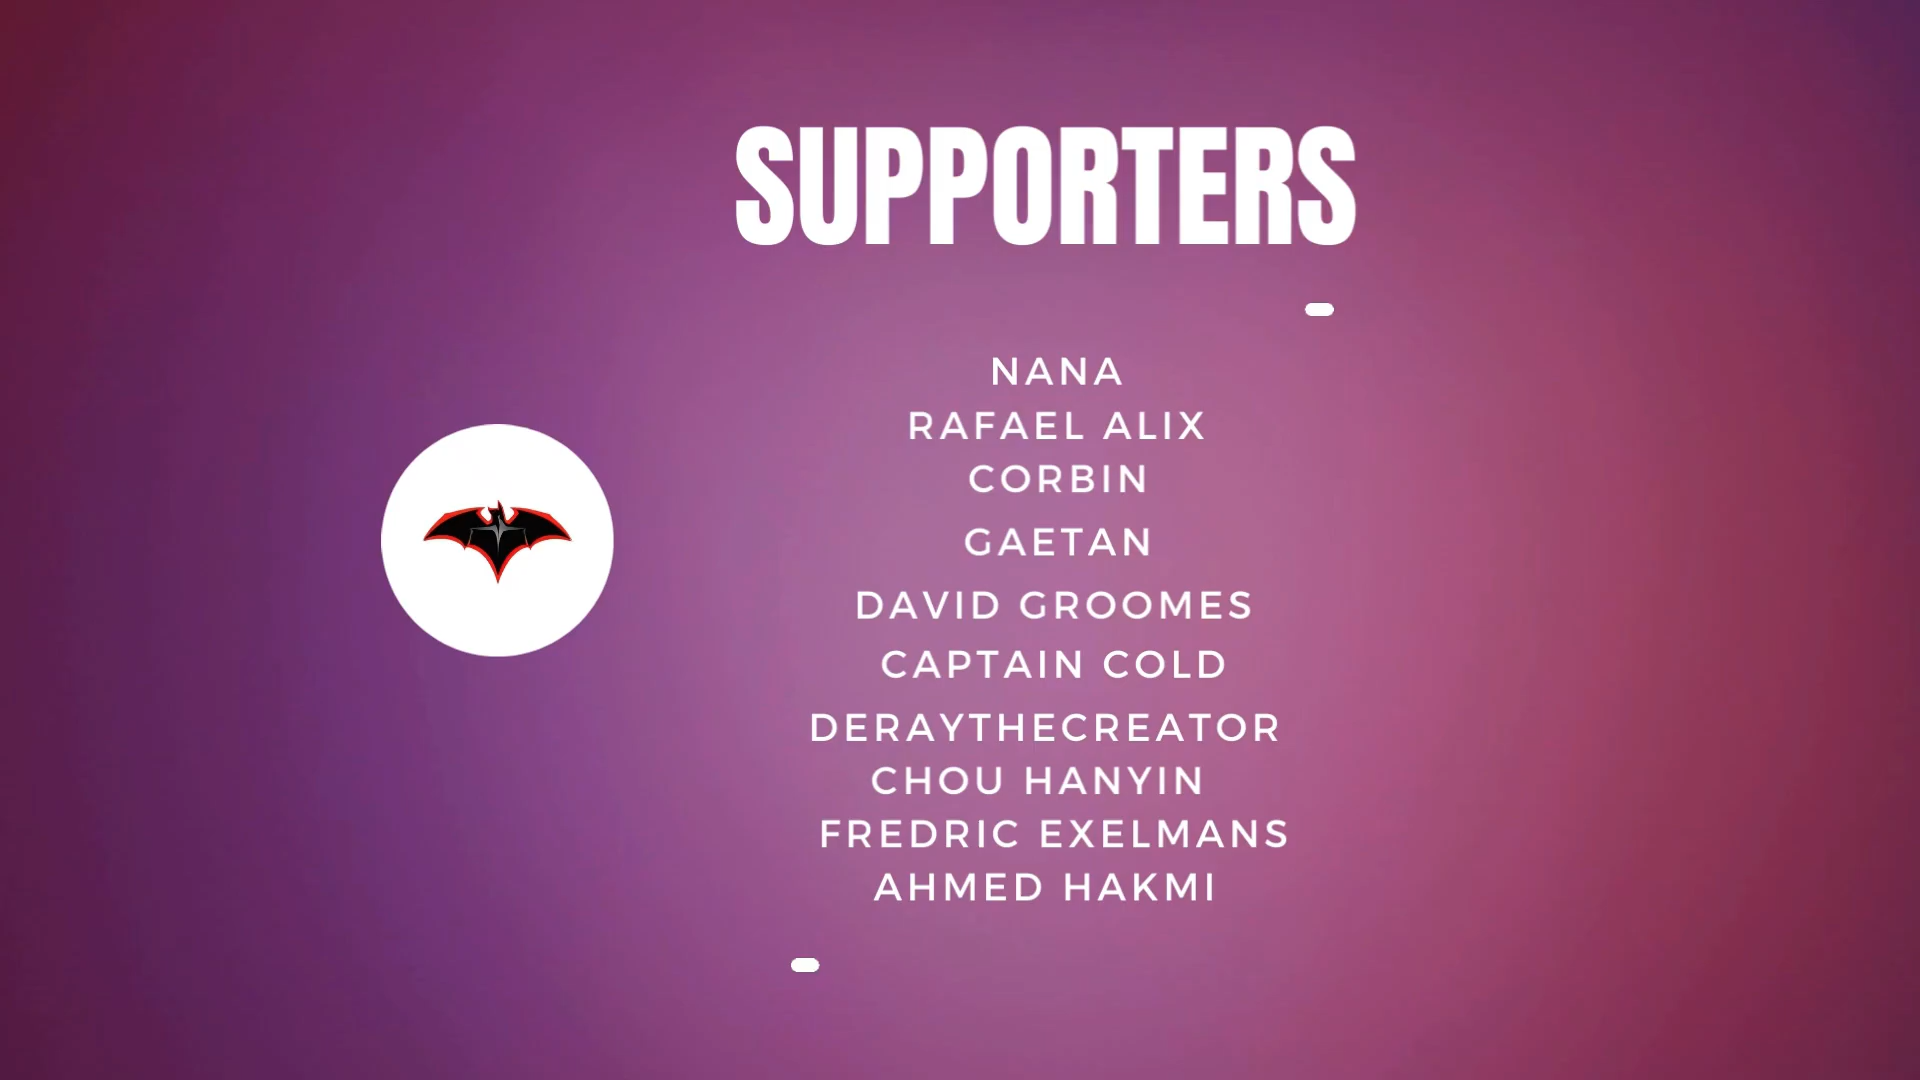 SUPPORTERS
NANA
RAFAEL ALIX
CORBIN
GAETAN
DAVID GROOMES
CAPTAIN COLD
DERAYTHECREATOR
CHOU HANYIN
FREDRIC EXELMANS
AHMED HAKMI